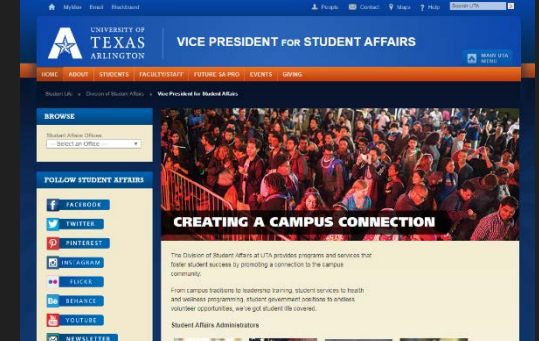 MyMav Email Blackboard
People Contact Maps Help Search UTA
UNIVERSITY OF
TEXAS
ARLINGTON
VICE PRESIDENT FOR STUDENT AFFAIRS
MAIN UTA
MENU
HOME ABOUT STUDENTS FACULTY/STAFF FUTURE SA PRO EVENTS GIVING
Student Life » Division of Student Affairs » Vice President for Student Affairs
BROWSE
Student Affairs Offices
--- Select an Office ---
FOLLOW STUDENT AFFAIRS
FACEBOOK
TWITTER
PINTEREST
INSTAGRAM
FLICKR
BEHANCE
YOUTUBE
NEWSLETTER
CREATING A CAMPUS CONNECTION
The Division of Student Affairs at UTA provides programs and services that
foster student success by promoting a connection to the campus
community.
From campus traditions to leadership training, student services to health
and wellness programming, student government positions to endless
volunteer opportunities, we've got student life covered.
Student Affairs Administrators